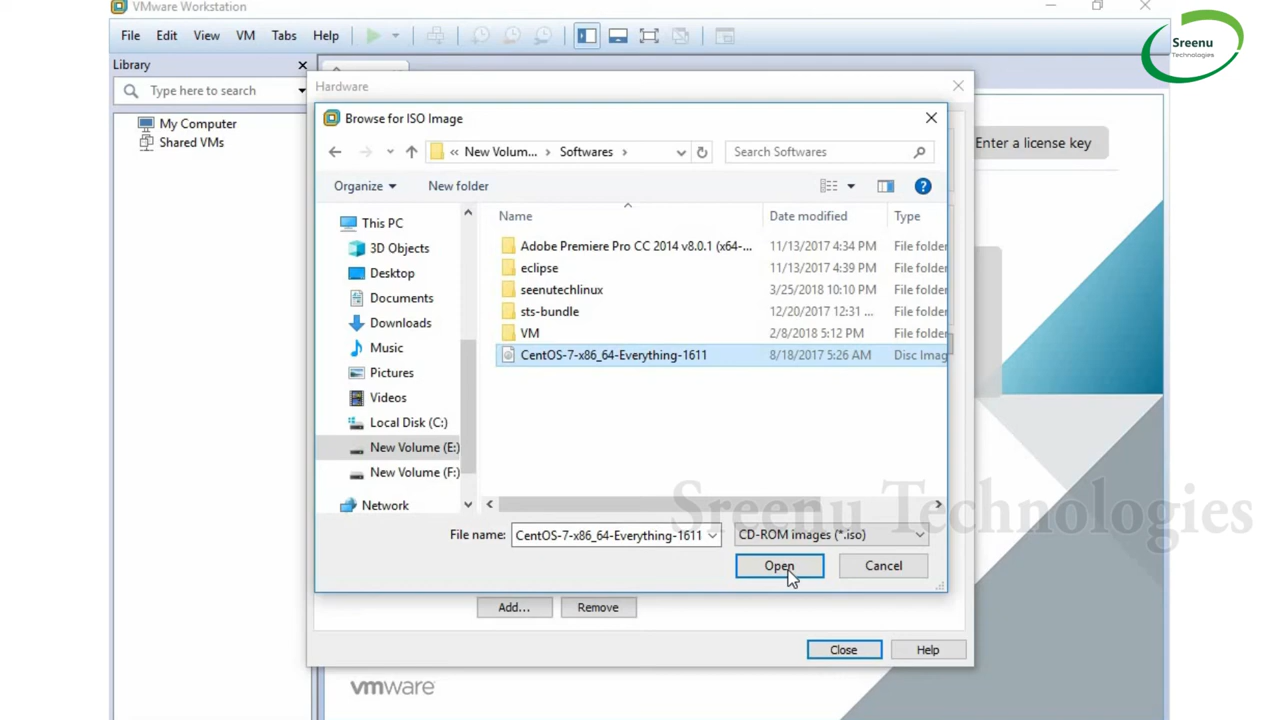 VMware Workstation
Sreenu
Technologies
File Edit View VM Tabs Help
Library
Type here to search
My Computer
Shared VMs
Hardware
Enter a license key
Browse for ISO Image
« New Volum... › Softwares ›
Search Softwares
Organize
New folder
Name Date modified Type
This PC
3D Objects
Desktop
Documents
Downloads
Music
Pictures
Videos
Local Disk (C:)
New Volume (E:)
New Volume (F:)
Network
Adobe Premiere Pro CC 2014 v8.0.1 (x64-... 11/13/2017 4:34 PM File folder
eclipse 11/13/2017 4:39 PM File folder
seenutechlinux 3/25/2018 10:10 PM File folder
sts-bundle 12/20/2017 12:31 ... File folder
VM 2/8/2018 5:12 PM File folder
CentOS-7-x86_64-Everything-1611 8/18/2017 5:26 AM Disc Imag
Sreenu Technologies
File name: CentOS-7-x86_64-Everything-1611 CD-ROM images (*.iso)
Open Cancel
Add... Remove
Close Help
vmware